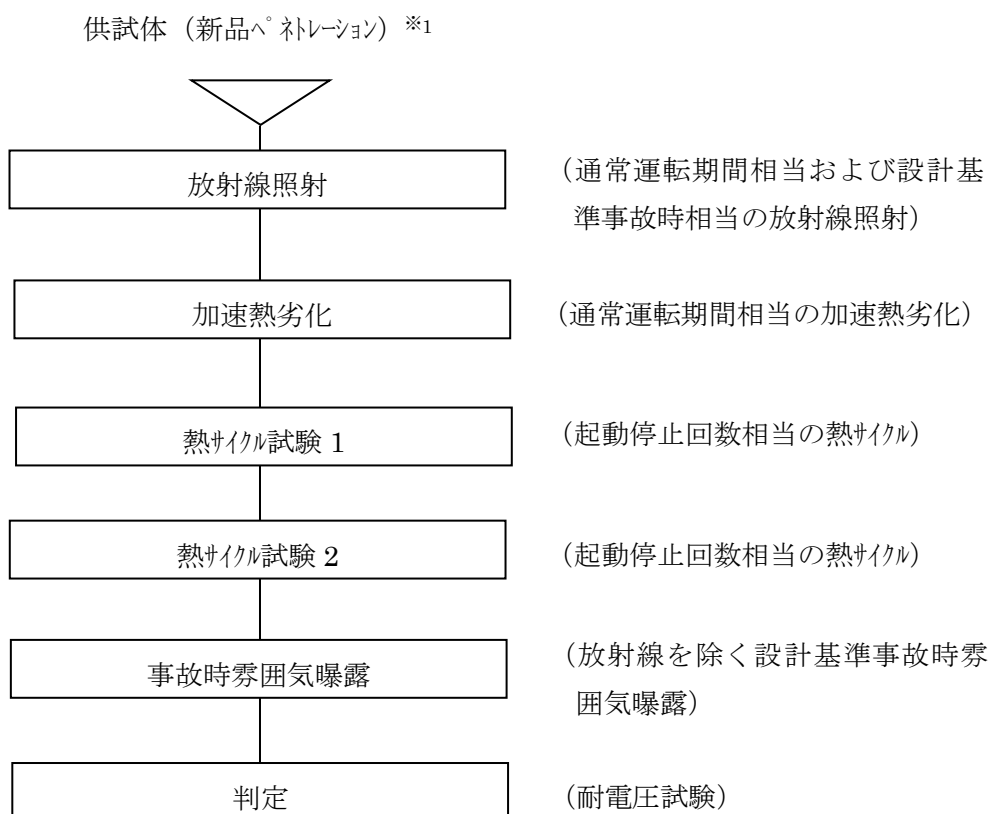 供試体（新品ﾍﾟﾈﾄﾚｰｼｮﾝ）※1
放射線照射
（通常運転期間相当および設計基
準事故時相当の放射線照射）
加速熱劣化
（通常運転期間相当の加速熱劣化）
熱ｻｲｸﾙ試験 1
（起動停止回数相当の熱ｻｲｸﾙ）
熱ｻｲｸﾙ試験 2
（起動停止回数相当の熱ｻｲｸﾙ）
事故時雰囲気曝露
（放射線を除く設計基準事故時雰
囲気曝露）
判定
（耐電圧試験）